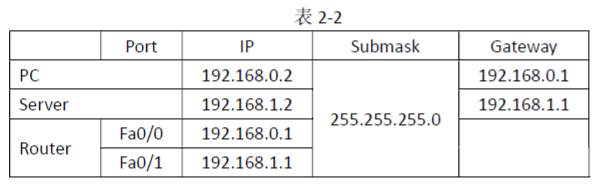 表 2-2
Port IP Submask Gateway
PC 192.168.0.2 255.255.255.0 192.168.0.1
Server 192.168.1.2 192.168.1.1
Router Fa0/0 192.168.0.1
Fa0/1 192.168.1.1